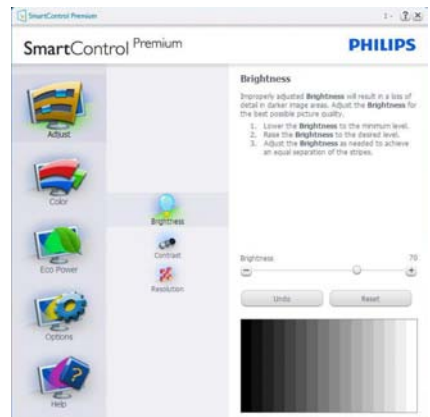 SmartControl Premium
SmartControl Premium
PHILIPS
Adjust
Color
Eco Power
Options
Help
Brightness
Contrast
Resolution
Brightness
Improperly adjusted Brightness will result in a loss of
detail in darker image areas. Adjust the Brightness for
the best possible picture quality.
1. Lower the Brightness to the minimum level.
2. Raise the Brightness to the desired level.
3. Adjust the Brightness as needed to achieve
an equal separation of the stripes.
Brightness 70
Undo Reset